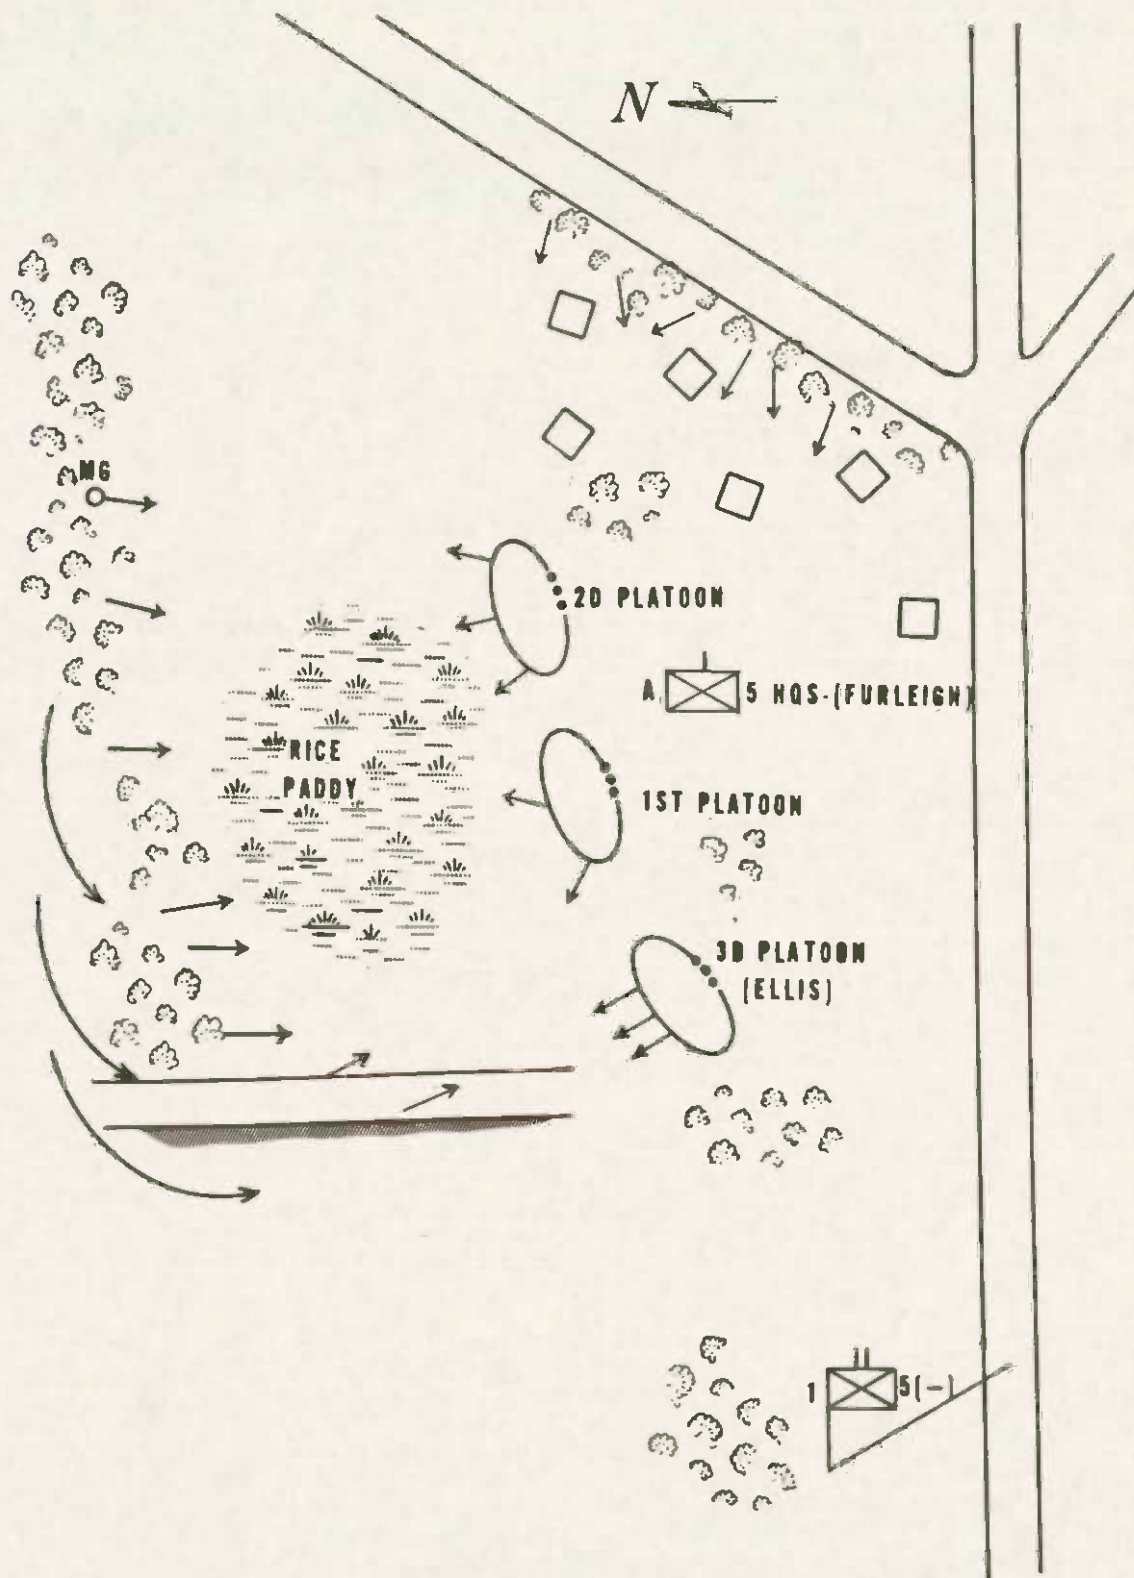 N
MG
2D PLATOON
A 5 HQS-(FURLEIGH)
RICE
PADDY
1ST PLATOON
3D PLATOON
(ELLIS)
1 5(-)